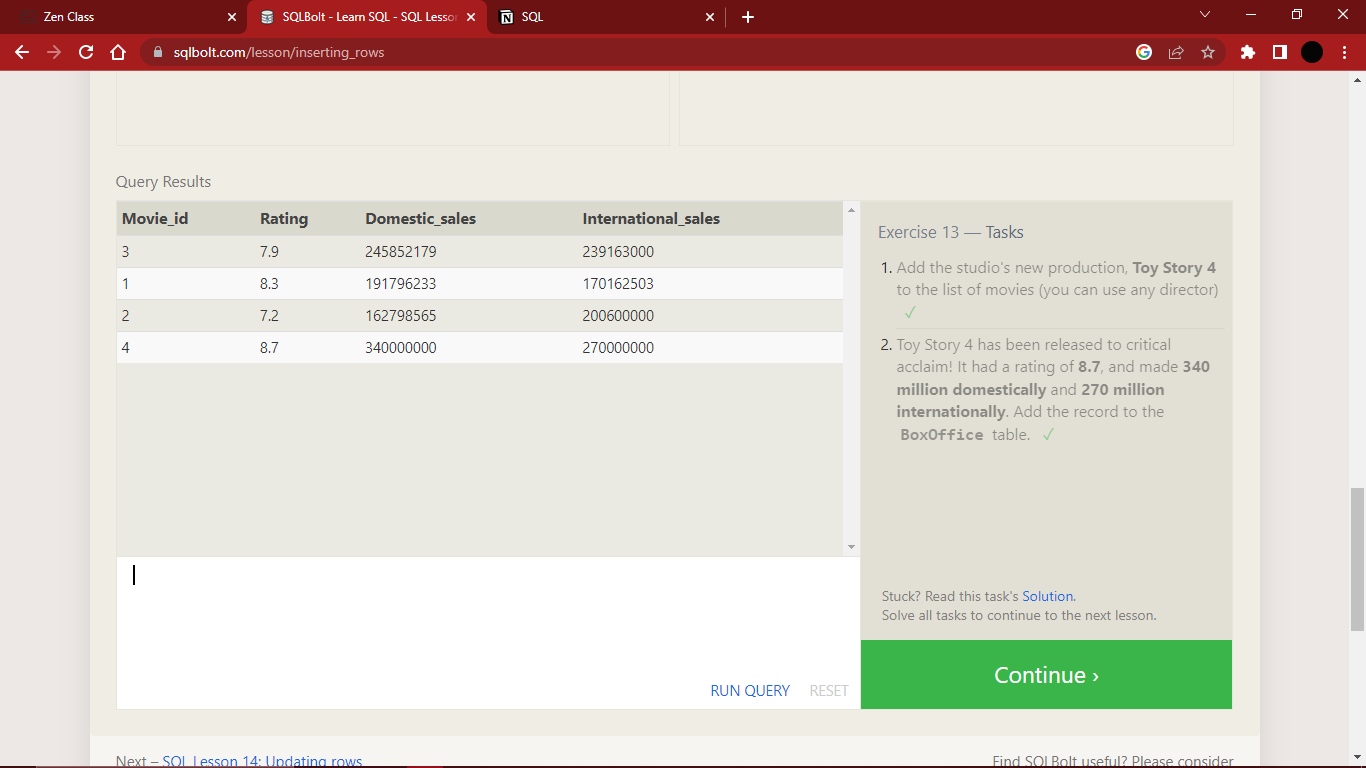 Zen Class
SQLBolt - Learn SQL - SQL Lesson
SQL
sqlbolt.com/lesson/inserting_rows
Query Results
Movie_id Rating Domestic_sales International_sales
3 7.9 245852179 239163000
1 8.3 191796233 170162503
2 7.2 162798565 200600000
4 8.7 340000000 270000000
Exercise 13 — Tasks
1. Add the studio's new production, Toy Story 4
to the list of movies (you can use any director)
✓
2. Toy Story 4 has been released to critical
acclaim! It had a rating of 8.7, and made 340
million domestically and 270 million
internationally. Add the record to the
BoxOffice table. ✓
Stuck? Read this task's Solution.
Solve all tasks to continue to the next lesson.
RUN QUERY RESET
Continue ›
Next – SQL Lesson 14: Updating rows
Find SQLBolt useful? Please consider